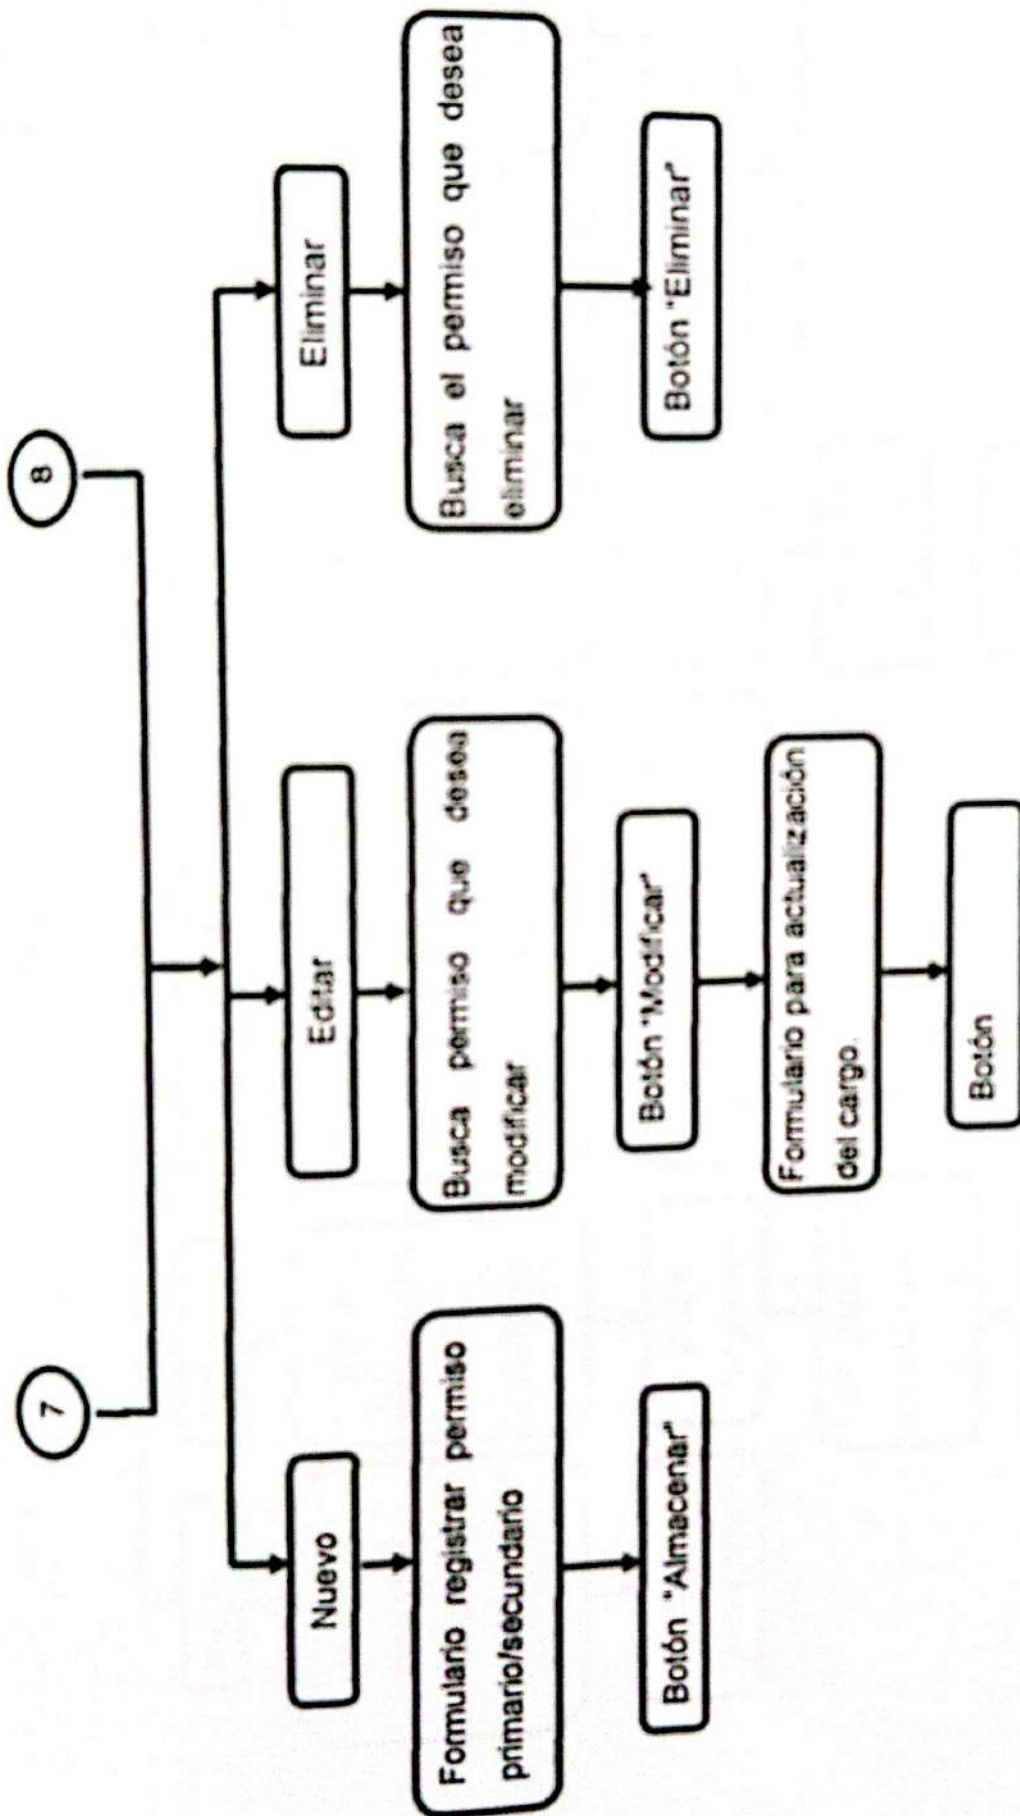 7
8
Nuevo
Editar
Eliminar
Formulario registrar permiso
primario/secundario
Busca permiso que desea
modificar
Busca el permiso que desea
eliminar
Botón "Almacenar"
Botón "Modificar"
Botón "Eliminar"
Formulario para actualización
del cargo.
Botón